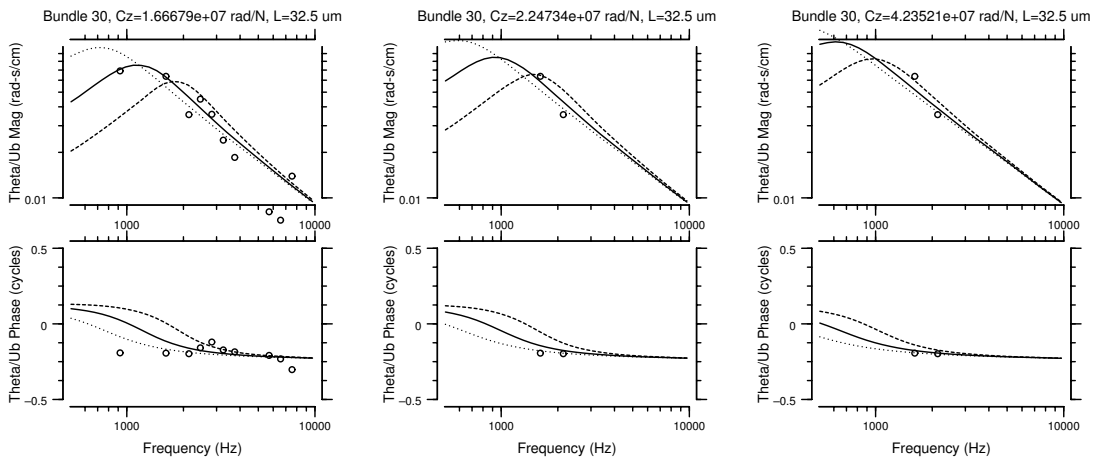 Bundle 30, Cz=1.66679e+07 rad/N, L=32.5 um
Theta/Ub Mag (rad-s/cm)
0.01
1000
10000
Theta/Ub Phase (cycles)
0.5
0
−0.5
1000
10000
Frequency (Hz)
Bundle 30, Cz=2.24734e+07 rad/N, L=32.5 um
Theta/Ub Mag (rad-s/cm)
0.01
1000
10000
Theta/Ub Phase (cycles)
0.5
0
−0.5
1000
10000
Frequency (Hz)
Bundle 30, Cz=4.23521e+07 rad/N, L=32.5 um
Theta/Ub Mag (rad-s/cm)
0.01
1000
10000
Theta/Ub Phase (cycles)
0.5
0
−0.5
1000
10000
Frequency (Hz)